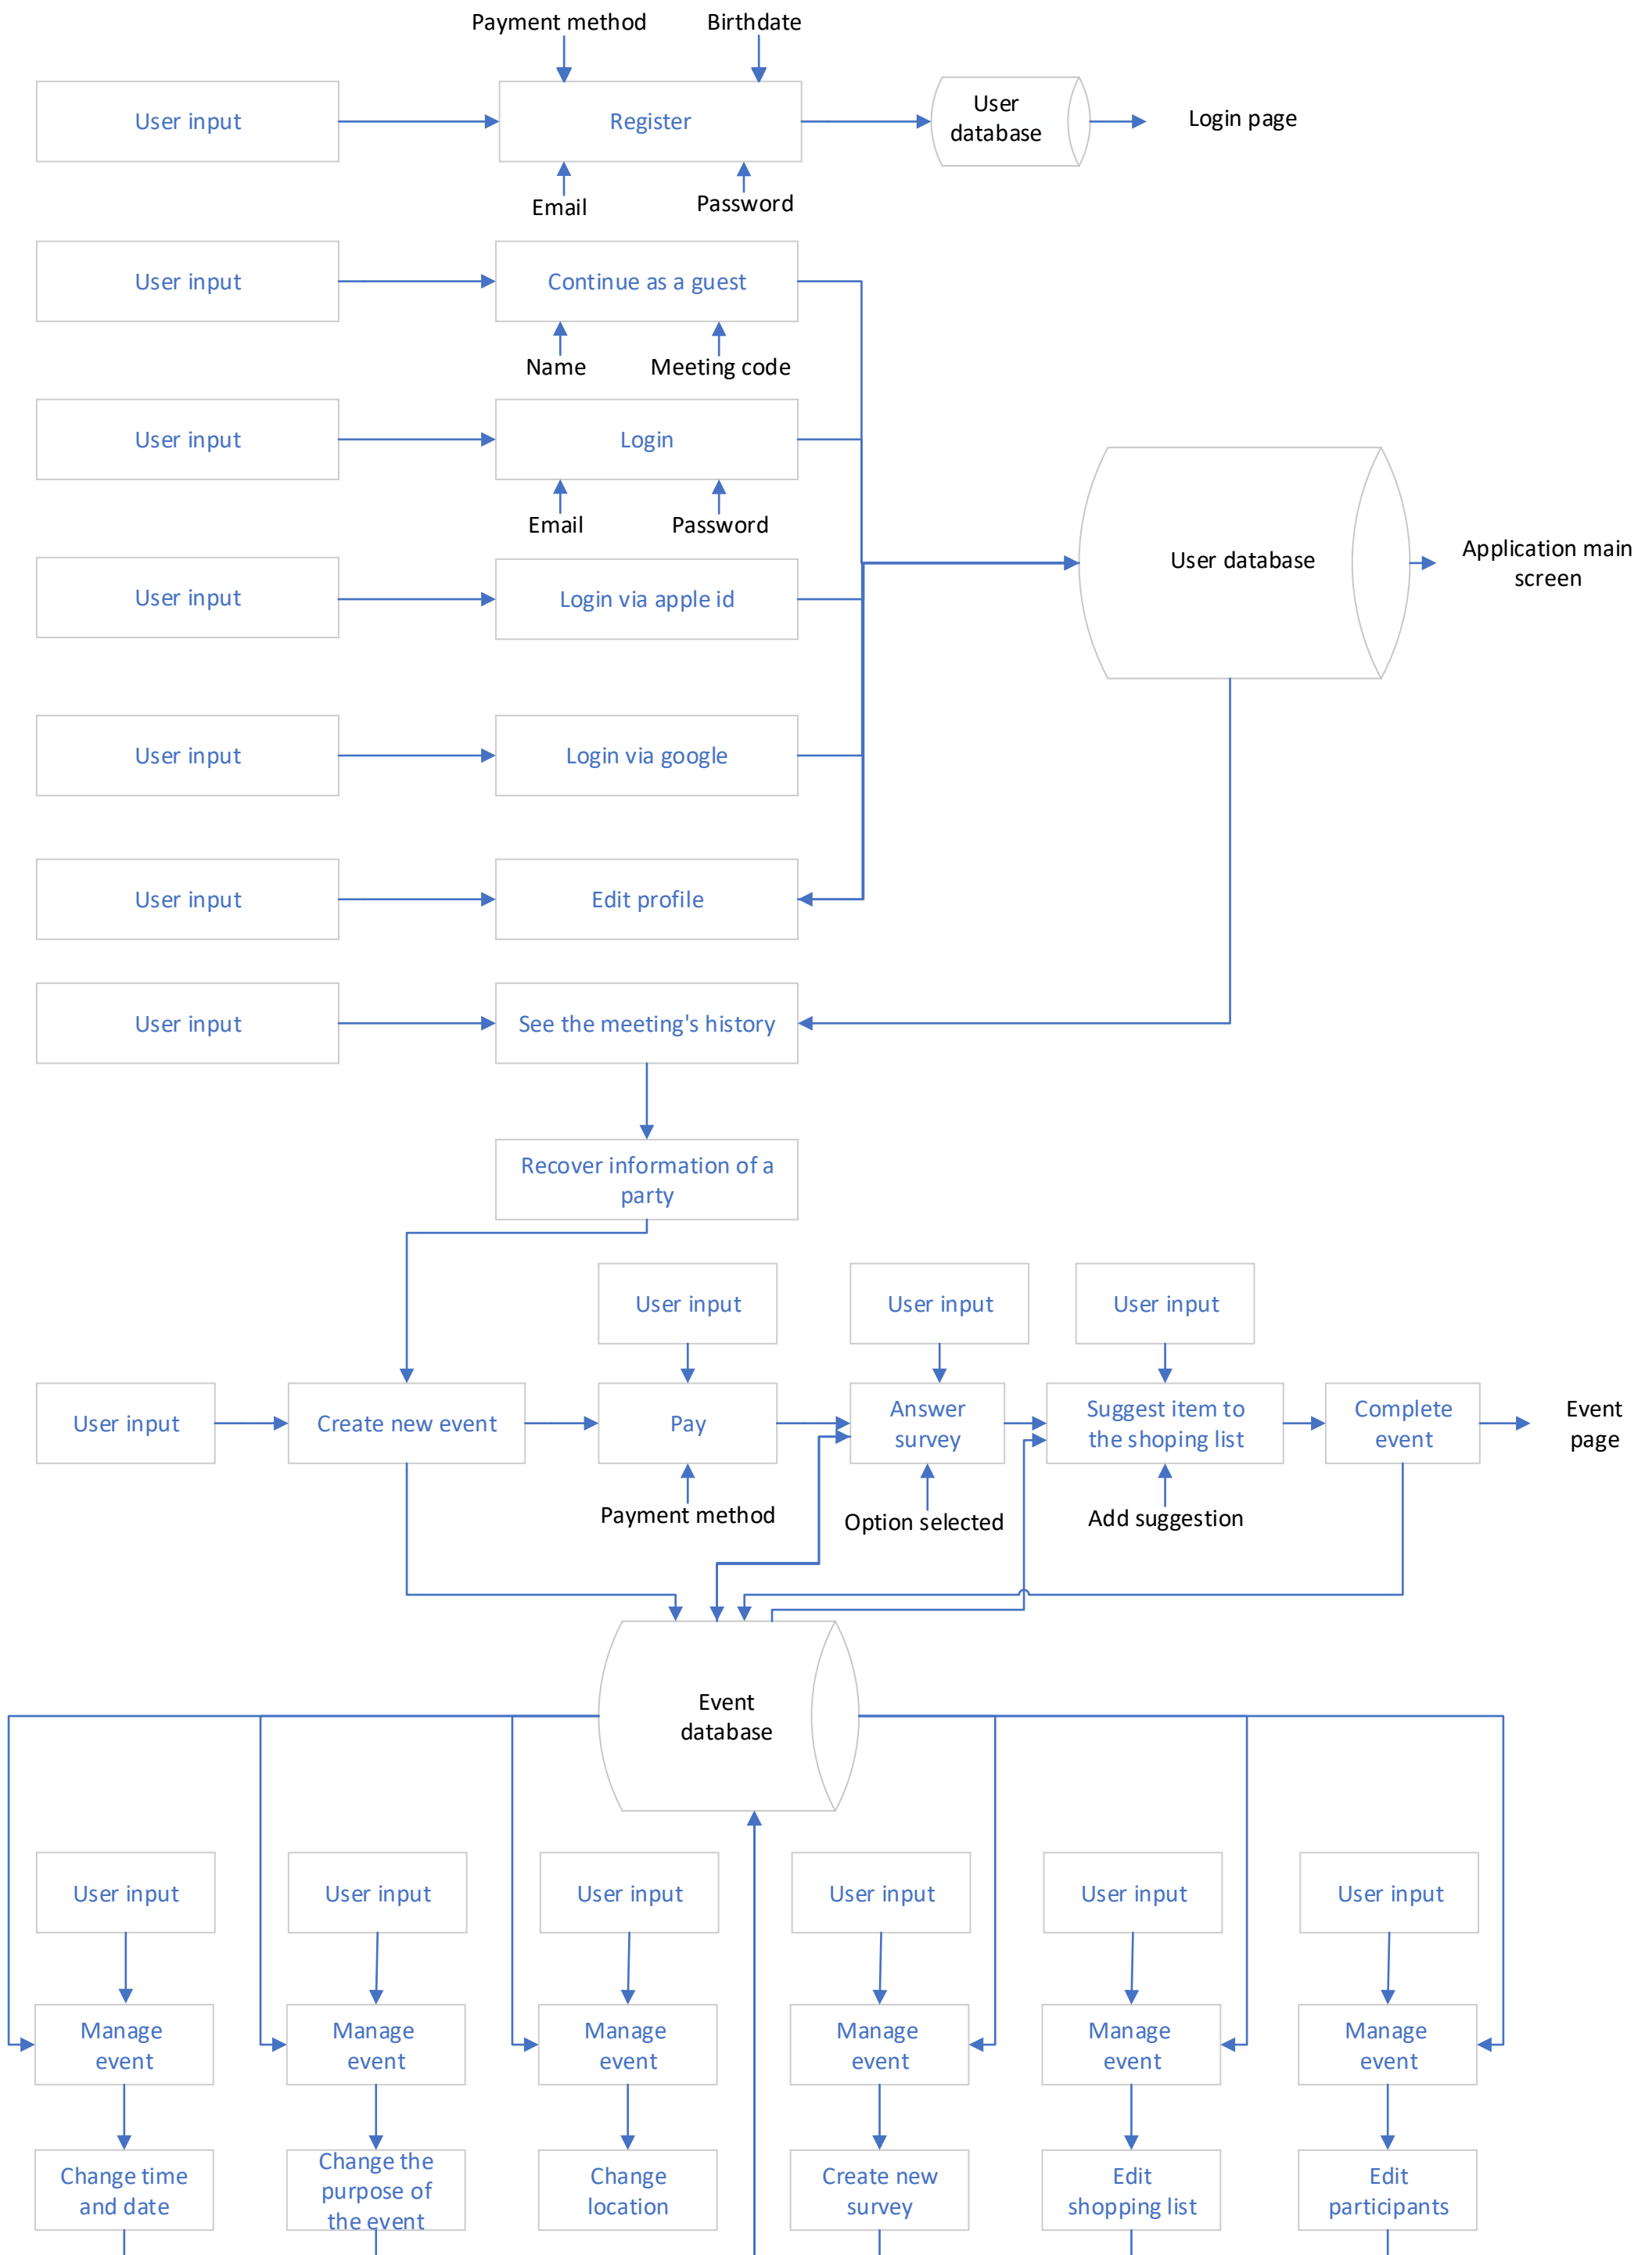 Payment method
Birthdate
User input
Register
User
database
Login page
Email
Password
User input
Continue as a guest
Name
Meeting code
User input
Login
Email
Password
User database
Application main
screen
User input
Login via apple id
User input
Login via google
User input
Edit profile
User input
See the meeting's history
Recover information of a
party
User input
User input
User input
User input
Create new event
Pay
Answer
survey
Suggest item to
the shoping list
Complete
event
Event
page
Payment method
Option selected
Add suggestion
Event
database
User input
User input
User input
User input
User input
User input
Manage
event
Manage
event
Manage
event
Manage
event
Manage
event
Manage
event
Change time
and date
Change the
purpose of
the event
Change
location
Create new
survey
Edit
shopping list
Edit
participants